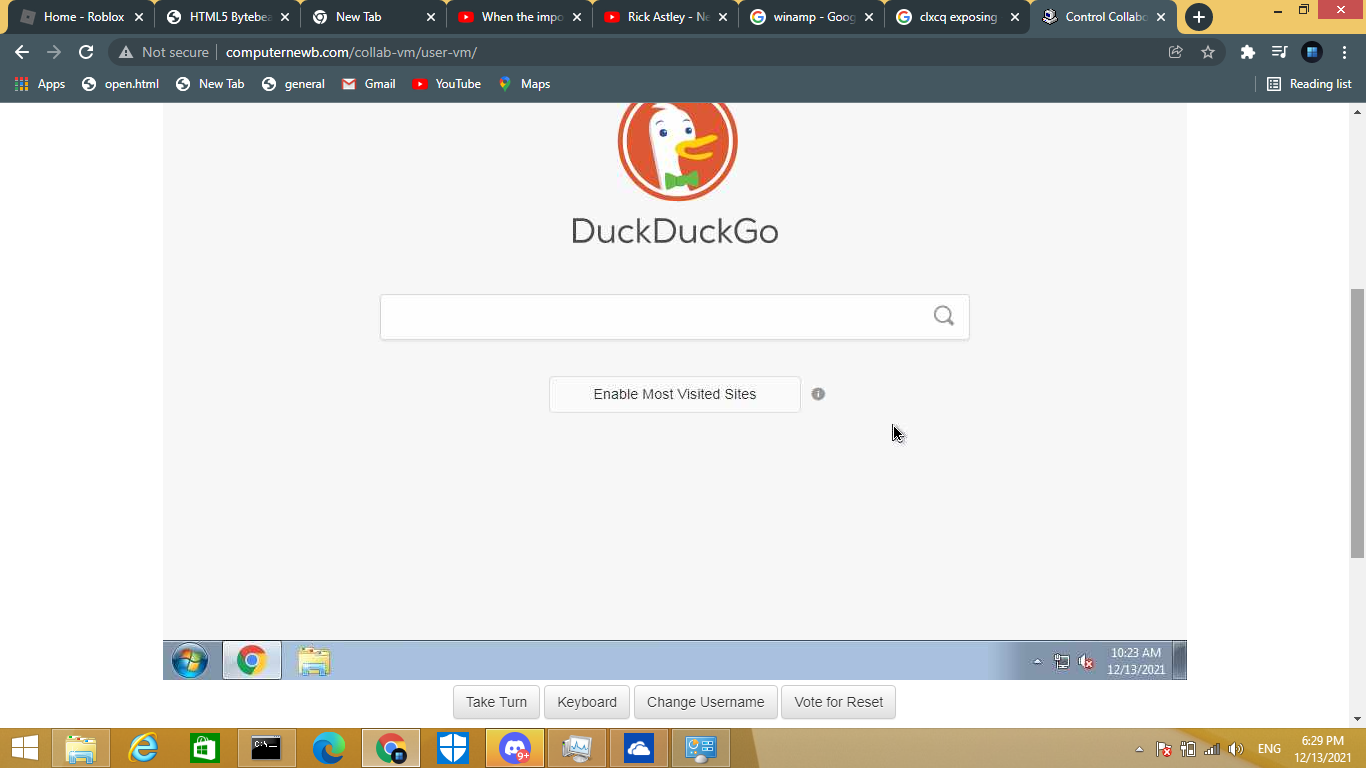 Home - Roblox
HTML5 Bytebea
New Tab
When the impo
Rick Astley - Ne
winamp - Goog
clxcq exposing
Control Collabo
Not secure
computernewb.com/collab-vm/user-vm/
Apps
open.html
New Tab
general
Gmail
YouTube
Maps
Reading list
DuckDuckGo
Enable Most Visited Sites
10:23 AM
12/13/2021
Take Turn
Keyboard
Change Username
Vote for Reset
C:\
9+
ENG
6:29 PM
12/13/2021